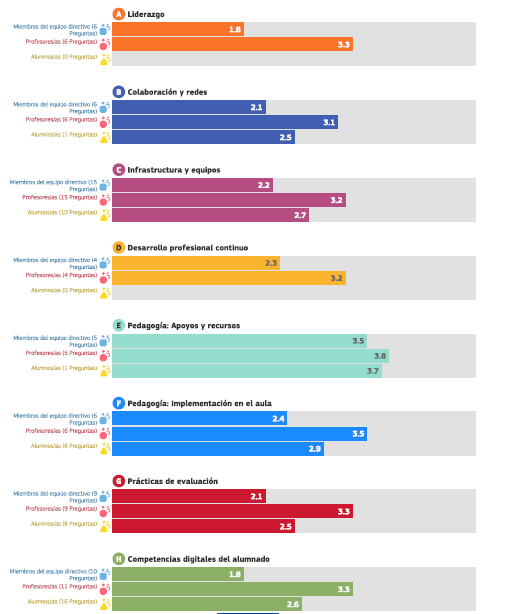 A Liderazgo
Miembros del equipo directivo (6
Preguntas)
1.8
Profesores/as (6 Preguntas)
3.3
Alumnos/as (0 Preguntas)
B Colaboración y redes
Miembros del equipo directivo (6
Preguntas)
2.1
Profesores/as (6 Preguntas)
3.1
Alumnos/as (1 Preguntas)
2.5
C Infrastructura y equipos
Miembros del equipo directivo (15
Preguntas)
2.2
Profesores/as (15 Preguntas)
3.2
Alumnos/as (10 Preguntas)
2.7
D Desarrollo profesional continuo
Miembros del equipo directivo (4
Preguntas)
2.3
Profesores/as (4 Preguntas)
3.2
Alumnos/as (0 Preguntas)
E Pedagogía: Apoyos y recursos
Miembros del equipo directivo (5
Preguntas)
3.5
Profesores/as (5 Preguntas)
3.8
Alumnos/as (1 Preguntas)
3.7
F Pedagogía: Implementación en el aula
Miembros del equipo directivo (6
Preguntas)
2.4
Profesores/as (6 Preguntas)
3.5
Alumnos/as (8 Preguntas)
2.9
G Prácticas de evaluación
Miembros del equipo directivo (9
Preguntas)
2.1
Profesores/as (9 Preguntas)
3.3
Alumnos/as (8 Preguntas)
2.5
H Competencias digitales del alumnado
Miembros del equipo directivo (10
Preguntas)
1.8
Profesores/as (11 Preguntas)
3.3
Alumnos/as (16 Preguntas)
2.6